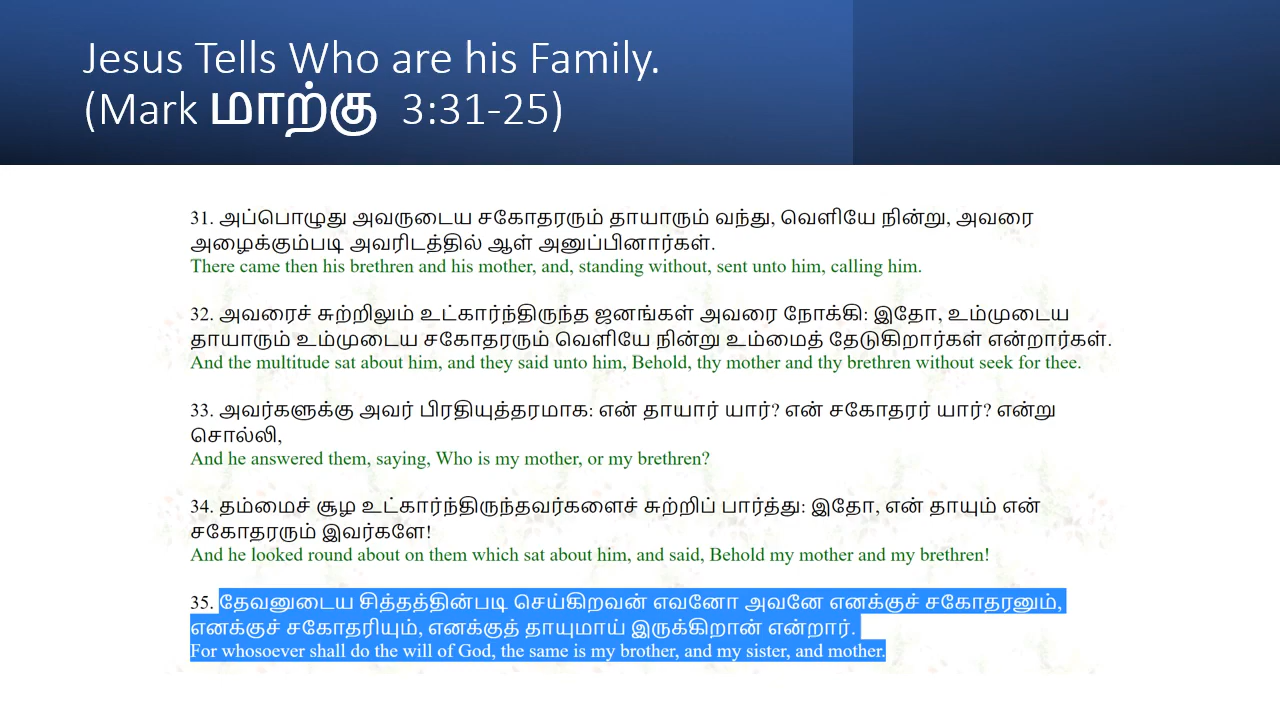 Jesus Tells Who are his Family.
(Mark மாற்கு 3:31-25)
31. அப்பொழுது அவருடைய சகோதரரும் தாயாரும் வந்து, வெளியே நின்று, அவரை
அழைக்கும்படி அவரிடத்தில் ஆள் அனுப்பினார்கள்.
There came then his brethren and his mother, and, standing without, sent unto him, calling him.
32. அவரைச் சுற்றிலும் உட்கார்ந்திருந்த ஜனங்கள் அவரை நோக்கி: இதோ, உம்முடைய
தாயாரும் உம்முடைய சகோதரரும் வெளியே நின்று உம்மைத் தேடுகிறார்கள் என்றார்கள்.
And the multitude sat about him, and they said unto him, Behold, thy mother and thy brethren without seek for thee.
33. அவர்களுக்கு அவர் பிரதியுத்தரமாக: என் தாயார் யார்? என் சகோதரர் யார்? என்று
சொல்லி,
And he answered them, saying, Who is my mother, or my brethren?
34. தம்மைச் சூழ உட்கார்ந்திருந்தவர்களைச் சுற்றிப் பார்த்து: இதோ, என் தாயும் என்
சகோதரரும் இவர்களே!
And he looked round about on them which sat about him, and said, Behold my mother and my brethren!
35. தேவனுடைய சித்தத்தின்படி செய்கிறவன் எவனோ அவனே எனக்குச் சகோதரனும்,
எனக்குச் சகோதரியும், எனக்குத் தாயுமாய் இருக்கிறான் என்றார்.
For whosoever shall do the will of God, the same is my brother, and my sister, and mother.